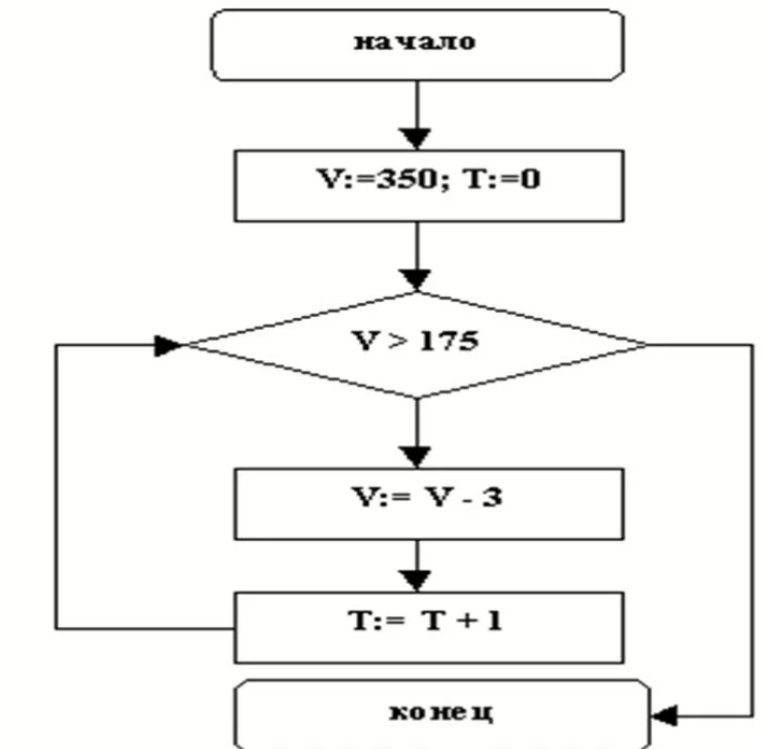 начало
V:=350; T:=0
V > 175
V:= V - 3
T:= T + 1
конец